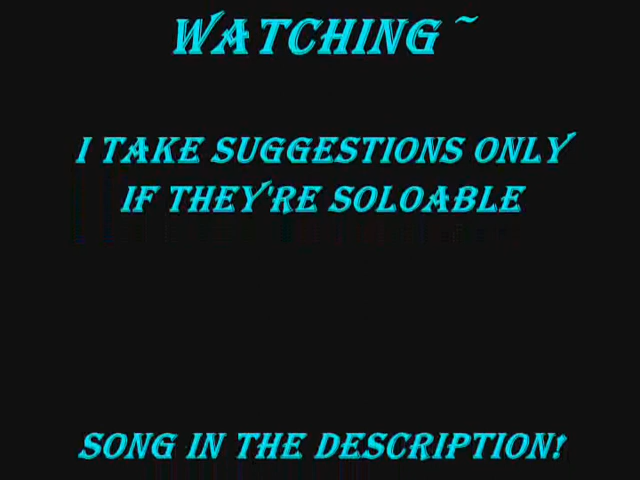 WATCHING ~
I TAKE SUGGESTIONS ONLY
IF THEY'RE SOLOABLE
SONG IN THE DESCRIPTION!